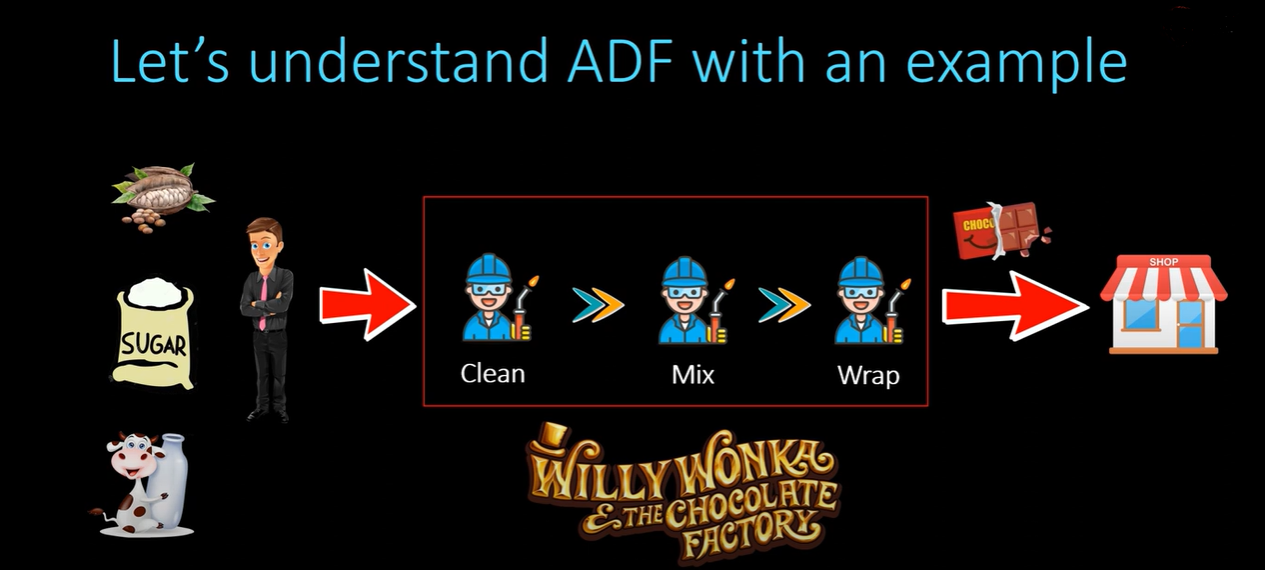 Let's understand ADF with an example
SUGAR
CHOCO
SHOP
Clean
Mix
Wrap
WILLY WONKA
& THE CHOCOLATE
FACTORY